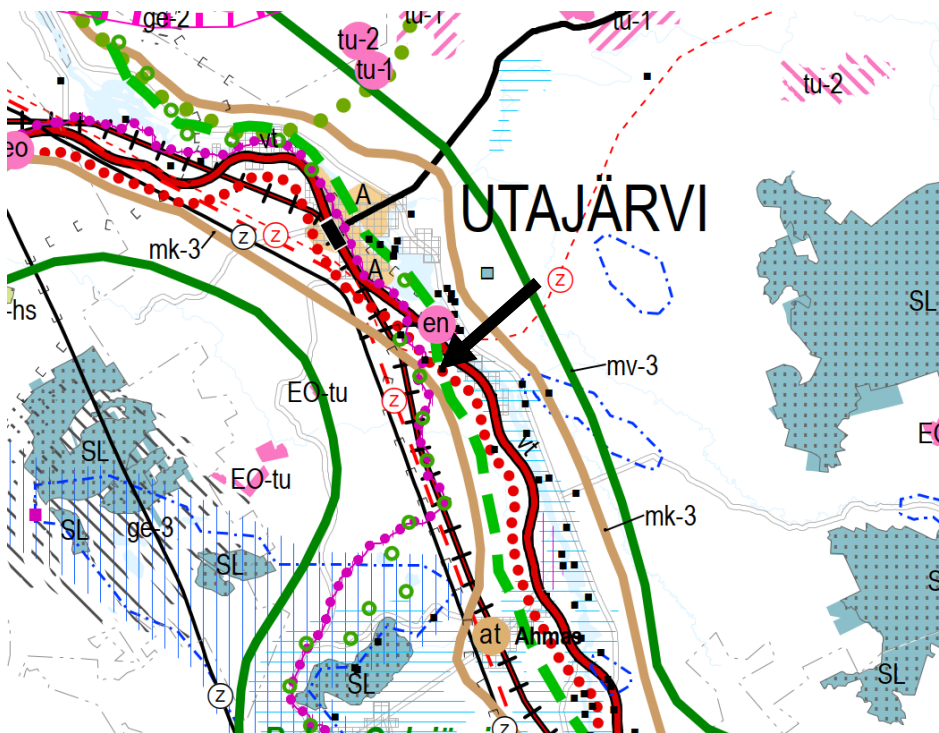 ge-2
tu-1
tu-1
tu-2
tu-1
tu-2
eo
vt
A
UTAJÄRVI
mk-3
z
z
A
z
SL
-hs
en
mv-3
EO-tu
z
vt
SL
EO-tu
mk-3
SL
ge-3
SL
at
Ahmas
SL
SL
z
z